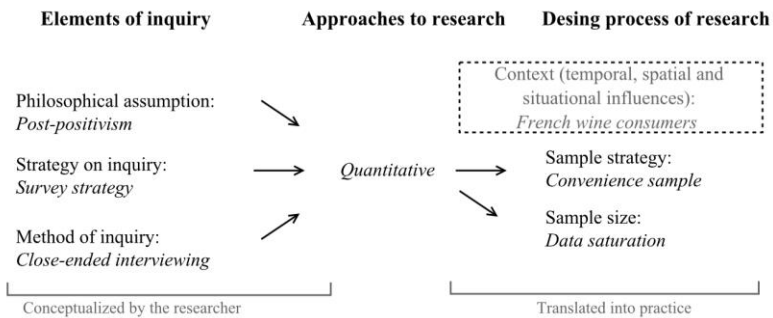 Elements of inquiry
Approaches to research
Desing process of research
Philosophical assumption:
Post-positivism
Strategy on inquiry:
Survey strategy
Method of inquiry:
Close-ended interviewing
Conceptualized by the researcher
Quantitative
Context (temporal, spatial and
situational influences):
French wine consumers
Sample strategy:
Convenience sample
Sample size:
Data saturation
Translated into practice